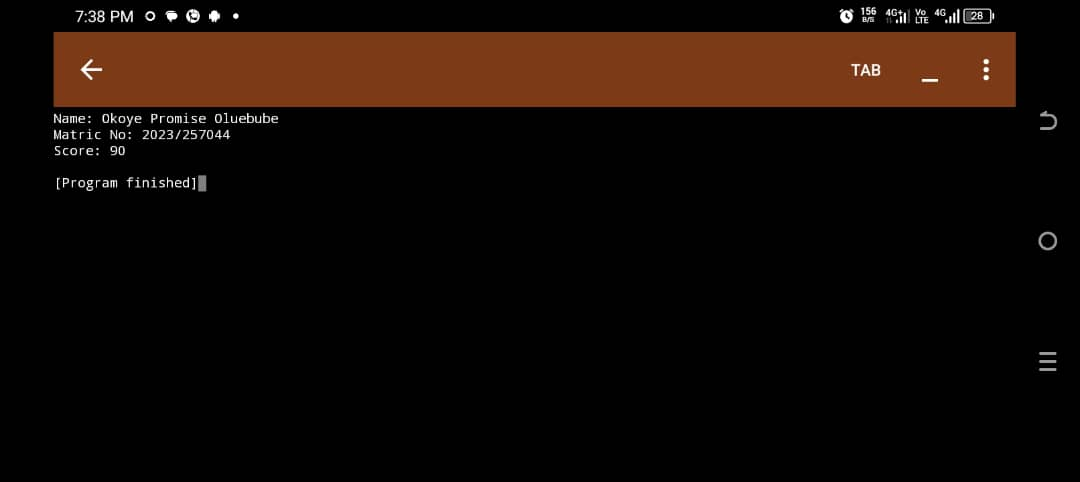 7:38 PM
156 B/S 4G+ Vo LTE 4G 28
TAB
Name: Okoye Promise Oluebube
Matric No: 2023/257044
Score: 90
[Program finished]